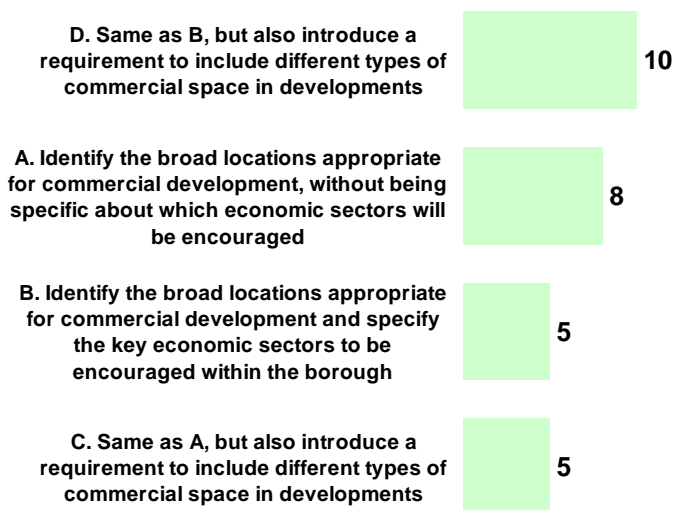 D. Same as B, but also introduce a
requirement to include different types of
commercial space in developments
10
A. Identify the broad locations appropriate
for commercial development, without being
specific about which economic sectors will
be encouraged
8
B. Identify the broad locations appropriate
for commercial development and specify
the key economic sectors to be
encouraged within the borough
5
C. Same as A, but also introduce a
requirement to include different types of
commercial space in developments
5